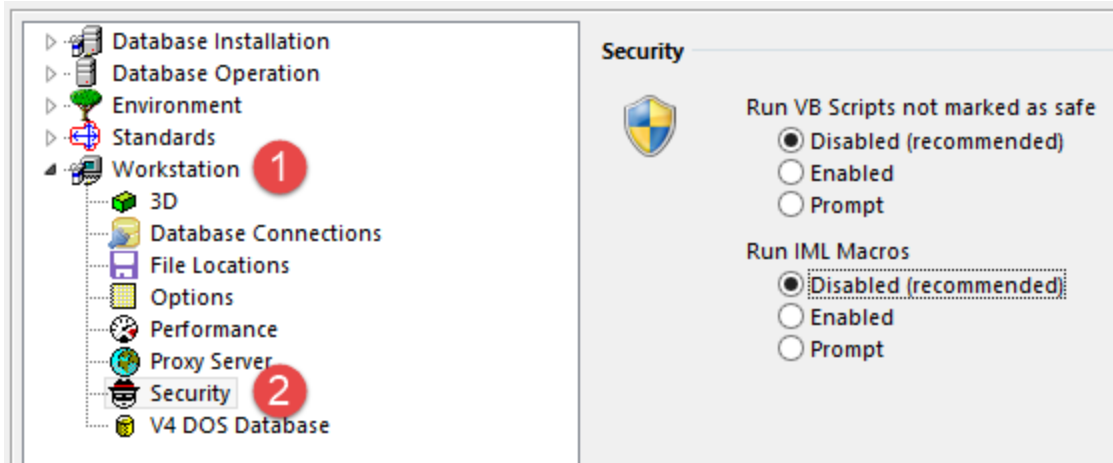 Database Installation
Database Operation
Environment
Standards
Workstation 1
3D
Database Connections
File Locations
Options
Performance
Proxy Server
Security 2
V4 DOS Database
Security
Run VB Scripts not marked as safe
Disabled (recommended)
Enabled
Prompt
Run IML Macros
Disabled (recommended)
Enabled
Prompt